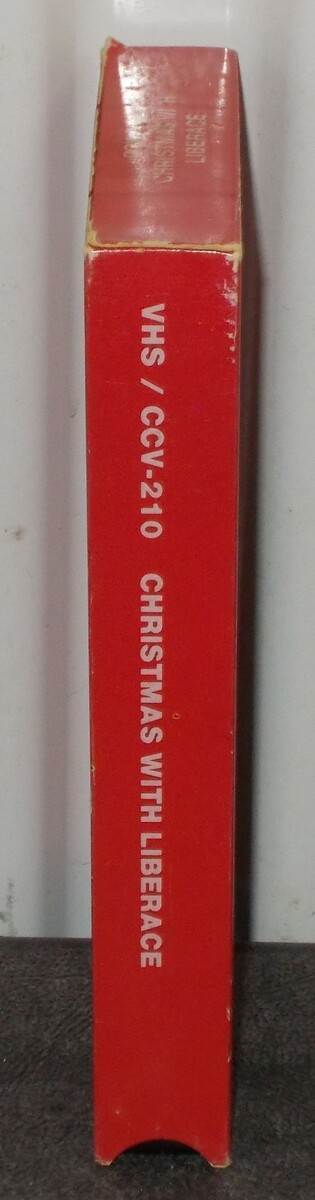 CHRISTMAS WITH
LIBERACE
VHS / CCV-210 CHRISTMAS WITH LIBERACE